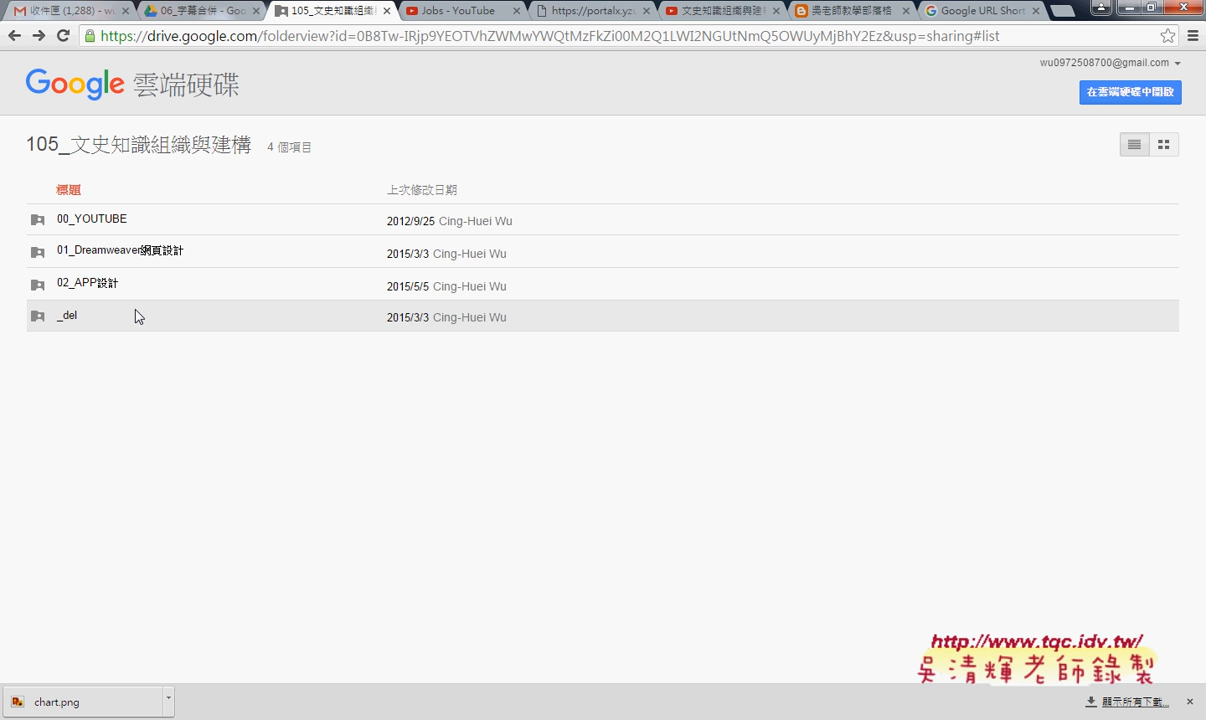 收件匣 (1,288) - w
06_字幕合併 - Goo
105_文史知識組織
Jobs - YouTube
https://portalx.yz
文史知識組織與建
吳老師教學部落格
Google URL Short
https://drive.google.com/folderview?id=0B8Tw-IRjp9YEOTVhZWMwYWQtMzFkZi00M2Q1LWI2NGUtNmQ5OWUyMjBhY2Ez&usp=sharing#list
Google 雲端硬碟
wu0972508700@gmail.com
在雲端硬碟中開啟
105_文史知識組織與建構 4 個項目
標題 上次修改日期
00_YOUTUBE 2012/9/25 Cing-Huei Wu
01_Dreamweaver網頁設計 2015/3/3 Cing-Huei Wu
02_APP設計 2015/5/5 Cing-Huei Wu
_del 2015/3/3 Cing-Huei Wu
http://www.tqc.idv.tw/
吳清輝老師錄製
chart.png
顯示所有下載...